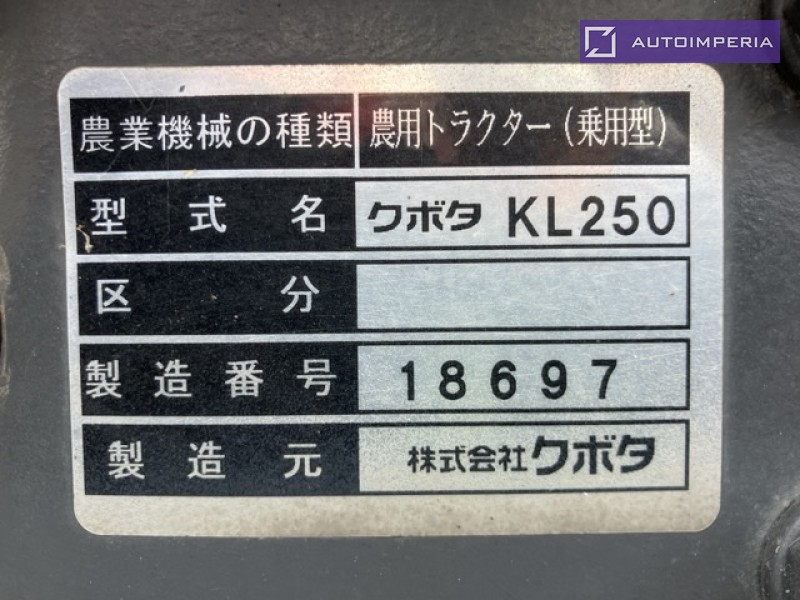 AUTOIMPERIA
農業機械の種類 農用トラクター(乗用型)
型式名 クボタ KL250
区分
製造番号 18697
製造元 株式会社クボタ